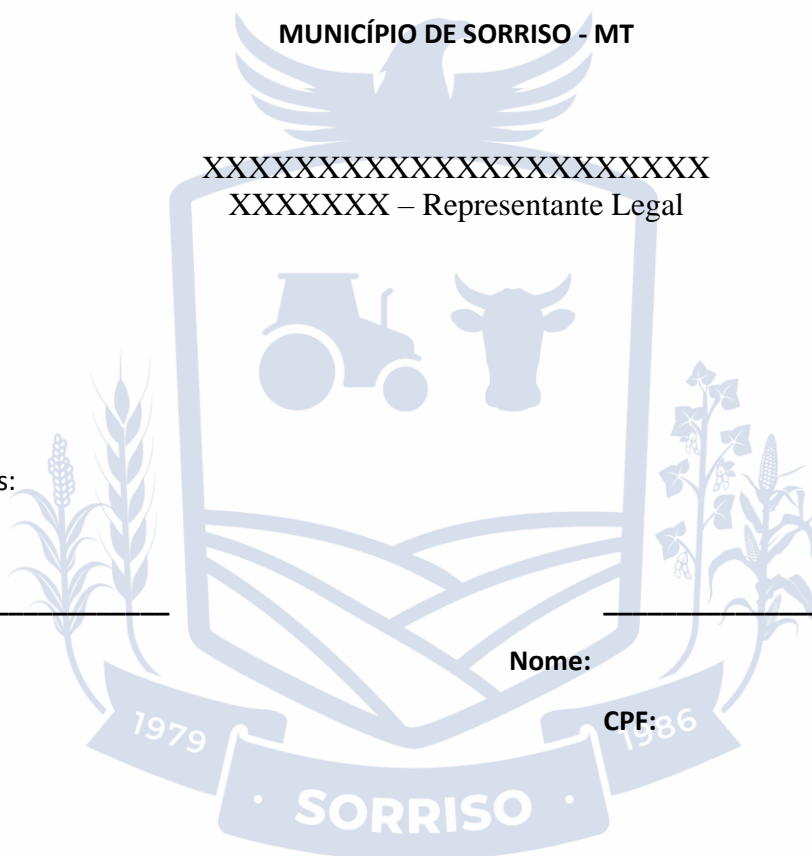 MUNICÍPIO DE SORRISO - MT
XXXXXXXXXXXXXXXXXXXXXX
XXXXXXX – Representante Legal
s:
Nome:
CPF:
1979
1986
· SORRISO ·